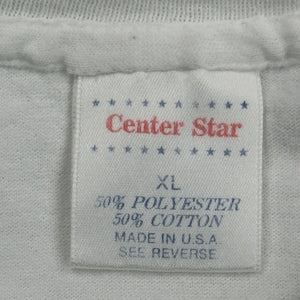 Center Star
XL
50% POLYESTER
50% COTTON
MADE IN U.S.A.
SEE REVERSE